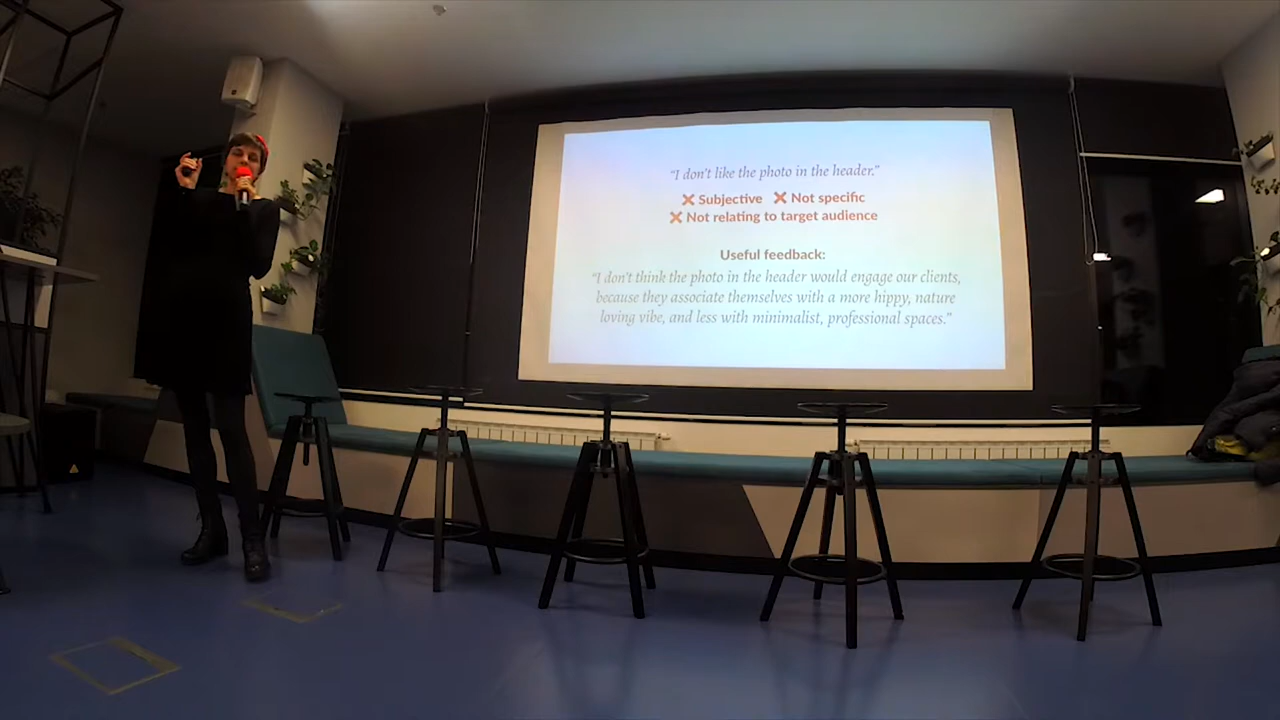 "I don't like the photo in the header."
❌ Subjective ❌ Not specific
❌ Not relating to target audience
Useful feedback:
"I don't think the photo in the header would engage our clients,
because they associate themselves with a more hippy, nature
loving vibe, and less with minimalist, professional spaces."